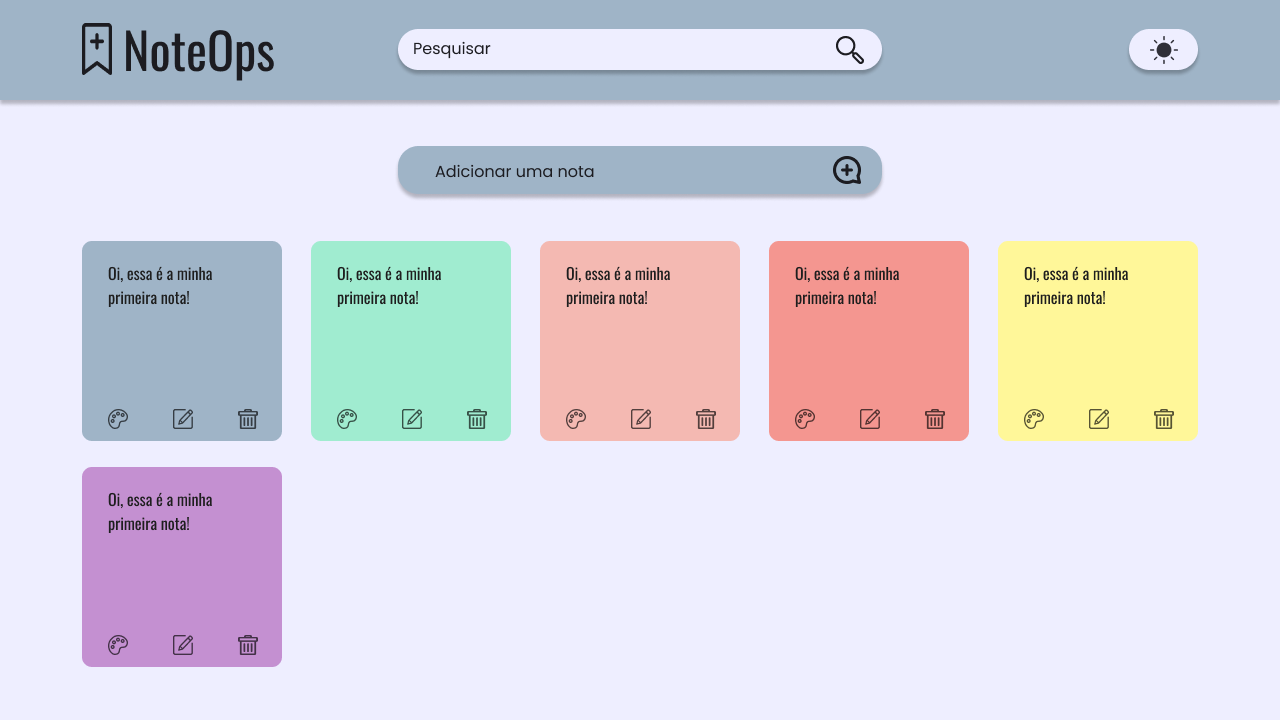 NoteOps
Pesquisar
Adicionar uma nota
Oi, essa é a minha
primeira nota!
Oi, essa é a minha
primeira nota!
Oi, essa é a minha
primeira nota!
Oi, essa é a minha
primeira nota!
Oi, essa é a minha
primeira nota!
Oi, essa é a minha
primeira nota!